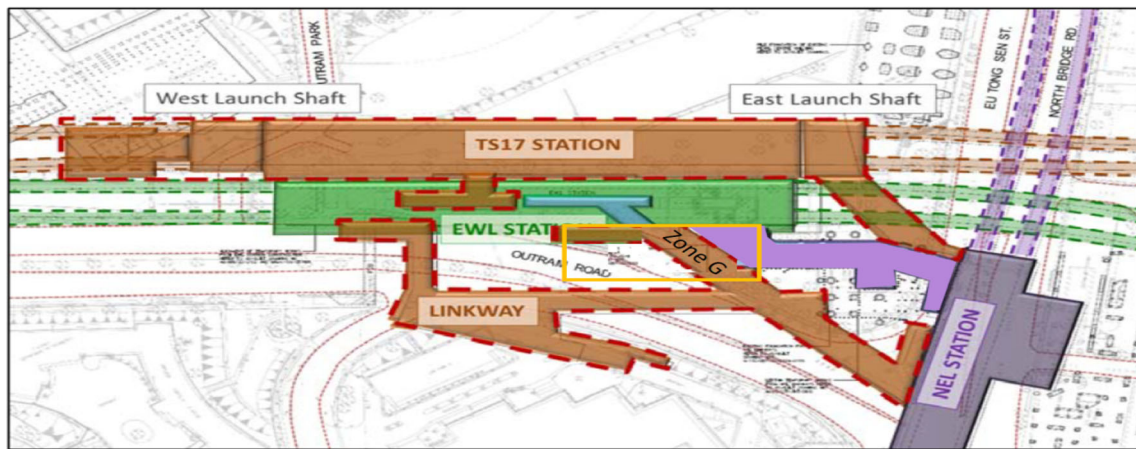 OUTRAM PARK
EU TONG SEN ST.
NORTH BRIDGE RD.
West Launch Shaft
East Launch Shaft
TS17 STATION
EWL STAT
Zone G
OUTRAM ROAD
LINKWAY
NEL STATION